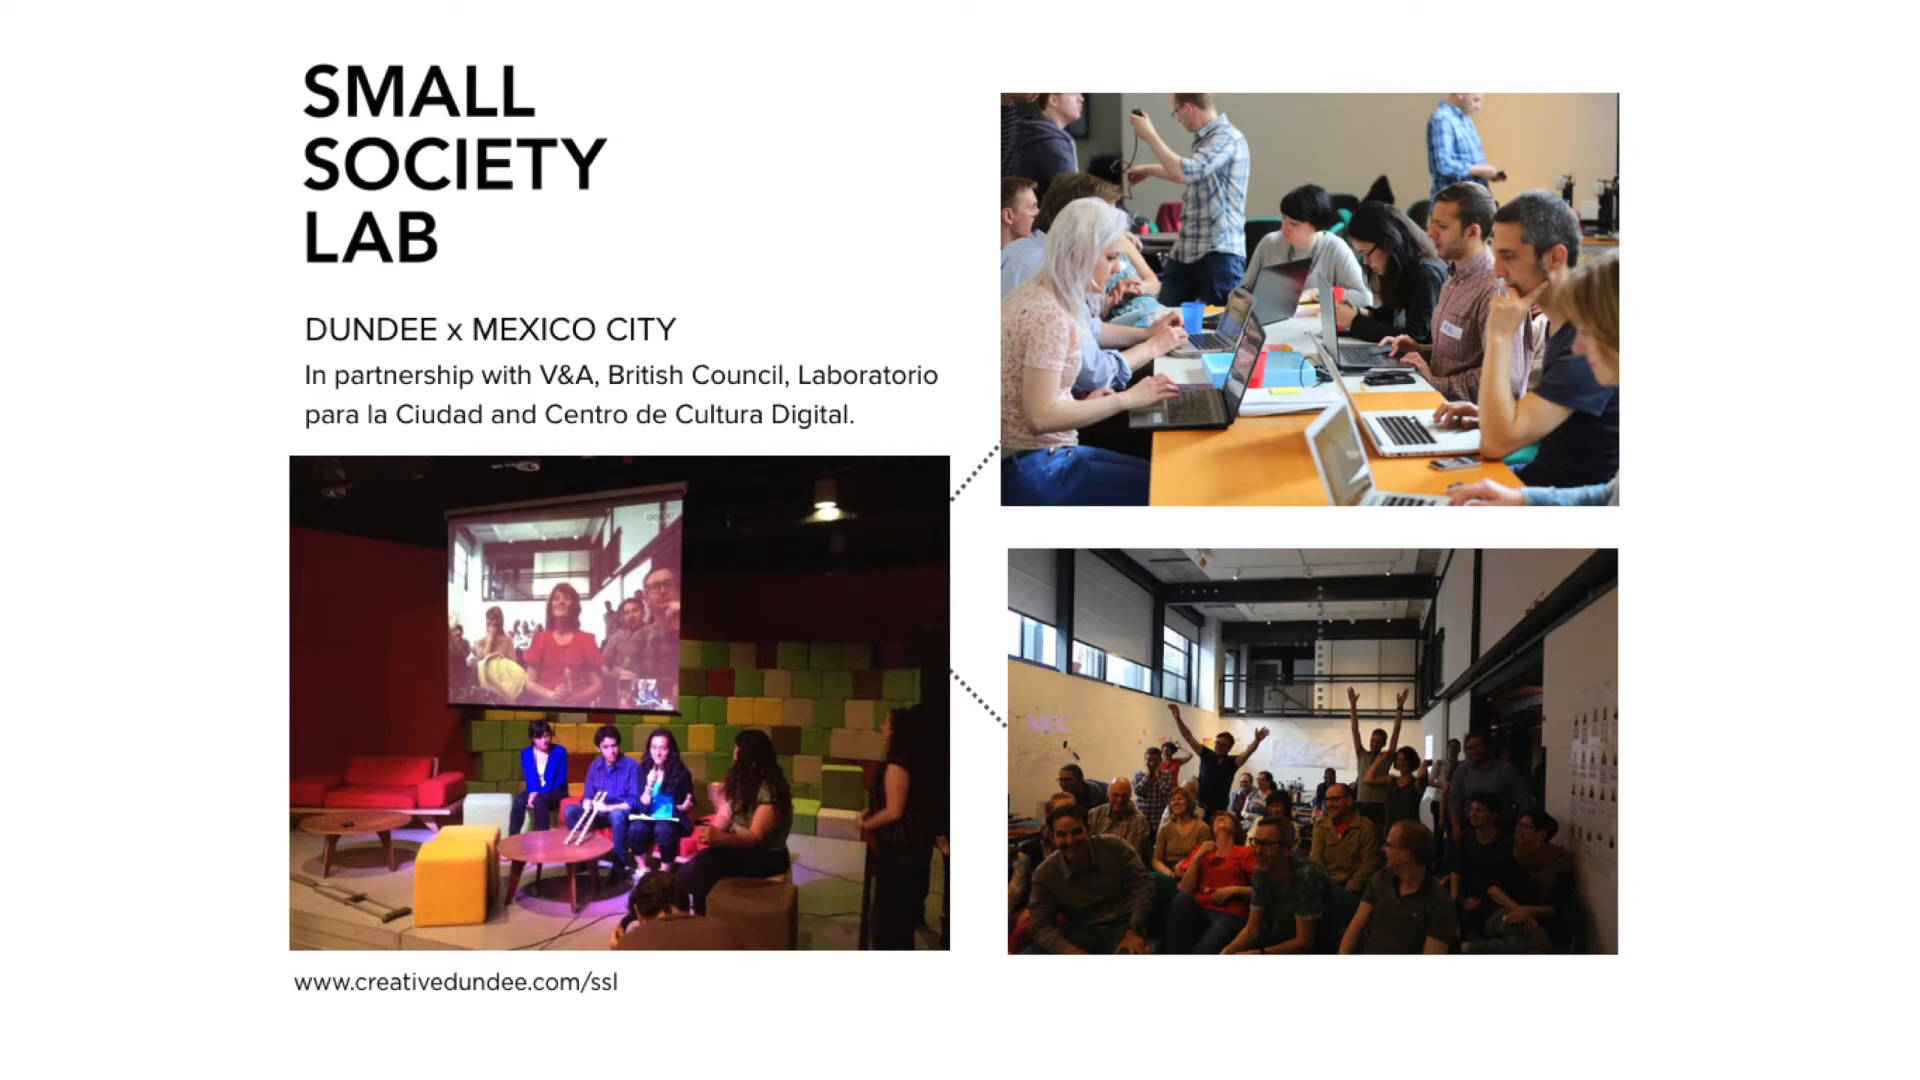 SMALL
SOCIETY
LAB
DUNDEE x MEXICO CITY
In partnership with V&A, British Council, Laboratorio
para la Ciudad and Centro de Cultura Digital.
NEC
www.creativedundee.com/ssl